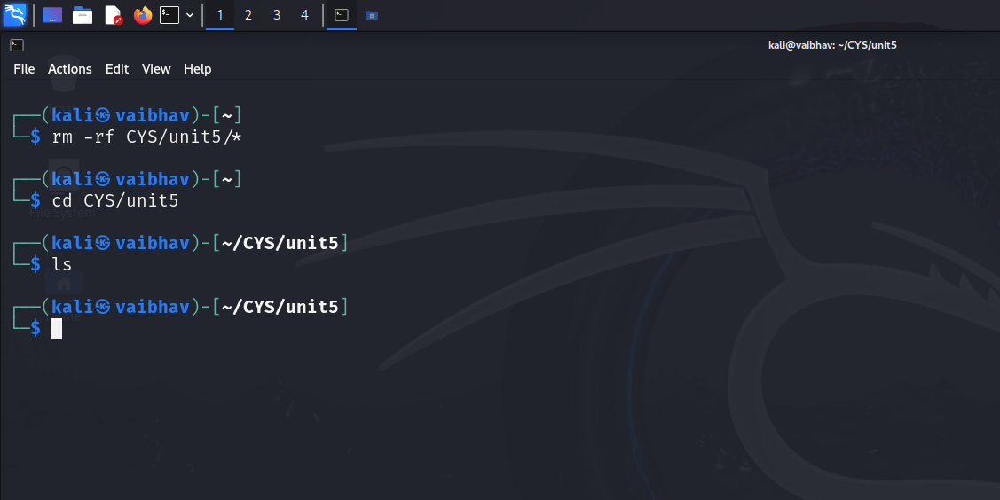 1 2 3 4
kali@vaibhav: ~/CYS/unit5
File Actions Edit View Help
┌──(kali㉿vaibhav)-[~]
└─$ rm -rf CYS/unit5/*
┌──(kali㉿vaibhav)-[~]
└─$ cd CYS/unit5
File System
┌──(kali㉿vaibhav)-[~/CYS/unit5]
└─$ ls
┌──(kali㉿vaibhav)-[~/CYS/unit5]
└─$